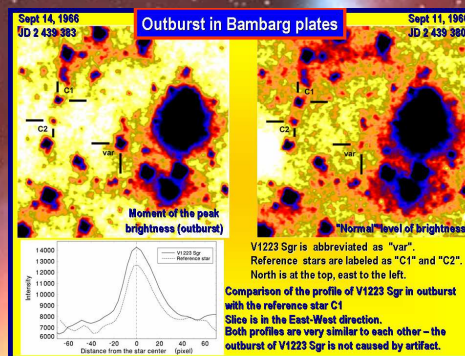 Sept 14, 1966
JD 2 439 383
Outburst in Bambarg plates
Sept 11, 1966
JD 2 439 380
C1
C2
var
Moment of the peak
brightness (outburst)
C1
C2
var
"Normal" level of brightness
14000
13000
12000
11000
10000
9000
8000
7000
6000
Intensity
V1223 Sgr
Reference star
-60
-40
-20
0
20
40
60
Distance from the star center (pixel)
V1223 Sgr is abbreviated as "var".
Reference stars are labeled as "C1" and "C2".
North is at the top, east to the left.
Comparison of the profile of V1223 Sgr in outburst
with the reference star C1
Slice is in the East-West direction.
Both profiles are very similar to each other – the
outburst of V1223 Sgr is not caused by artifact.